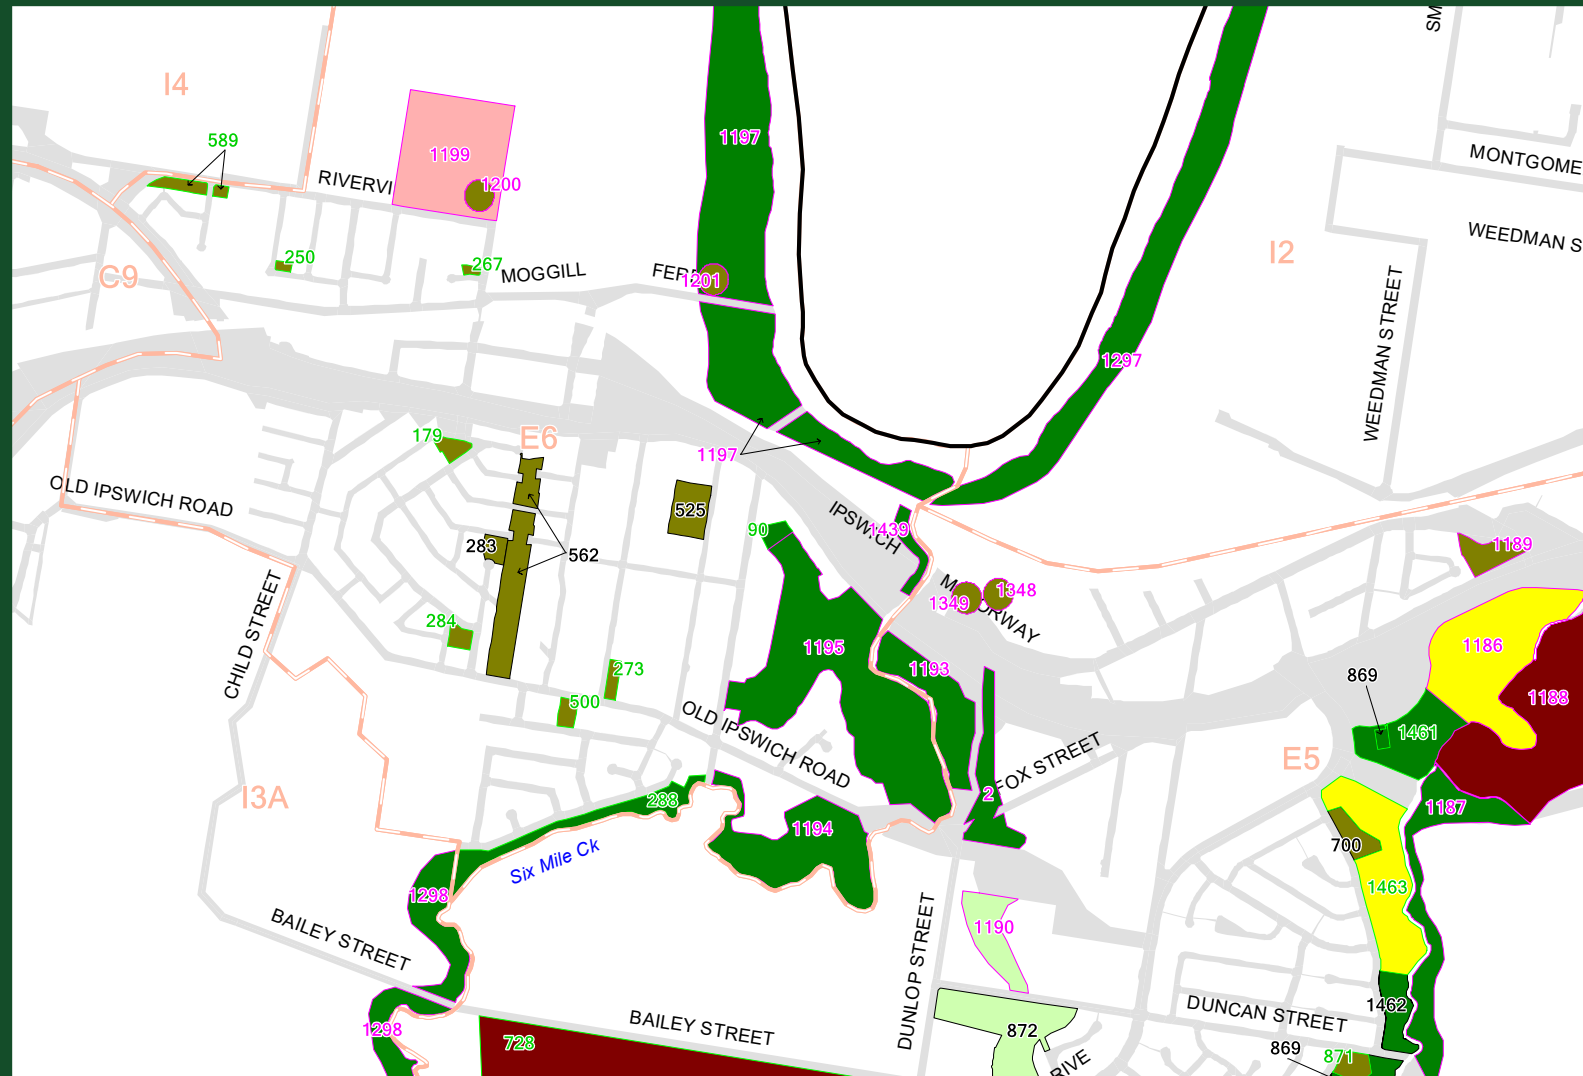 SM
I4
589
1199
1200
1197
MONTGOME
RIVERVI
I2
WEEDMAN S
250
267
C9
MOGGILL
FER
1201
WEEDMAN STREET
1297
179
E6
1197
OLD IPSWICH ROAD
525
90
IPSWICH
1439
283
562
1189
MOTORWAY
1349
1348
284
CHILD STREET
1195
1193
1186
273
869
1188
500
OLD IPSWICH ROAD
1461
FOX STREET
E5
I3A
288
2
1187
1194
700
Six Mile Ck
1463
1298
BAILEY STREET
DUNLOP STREET
1190
1298
BAILEY STREET
872
DUNCAN STREET
1462
728
869
871
RIVE